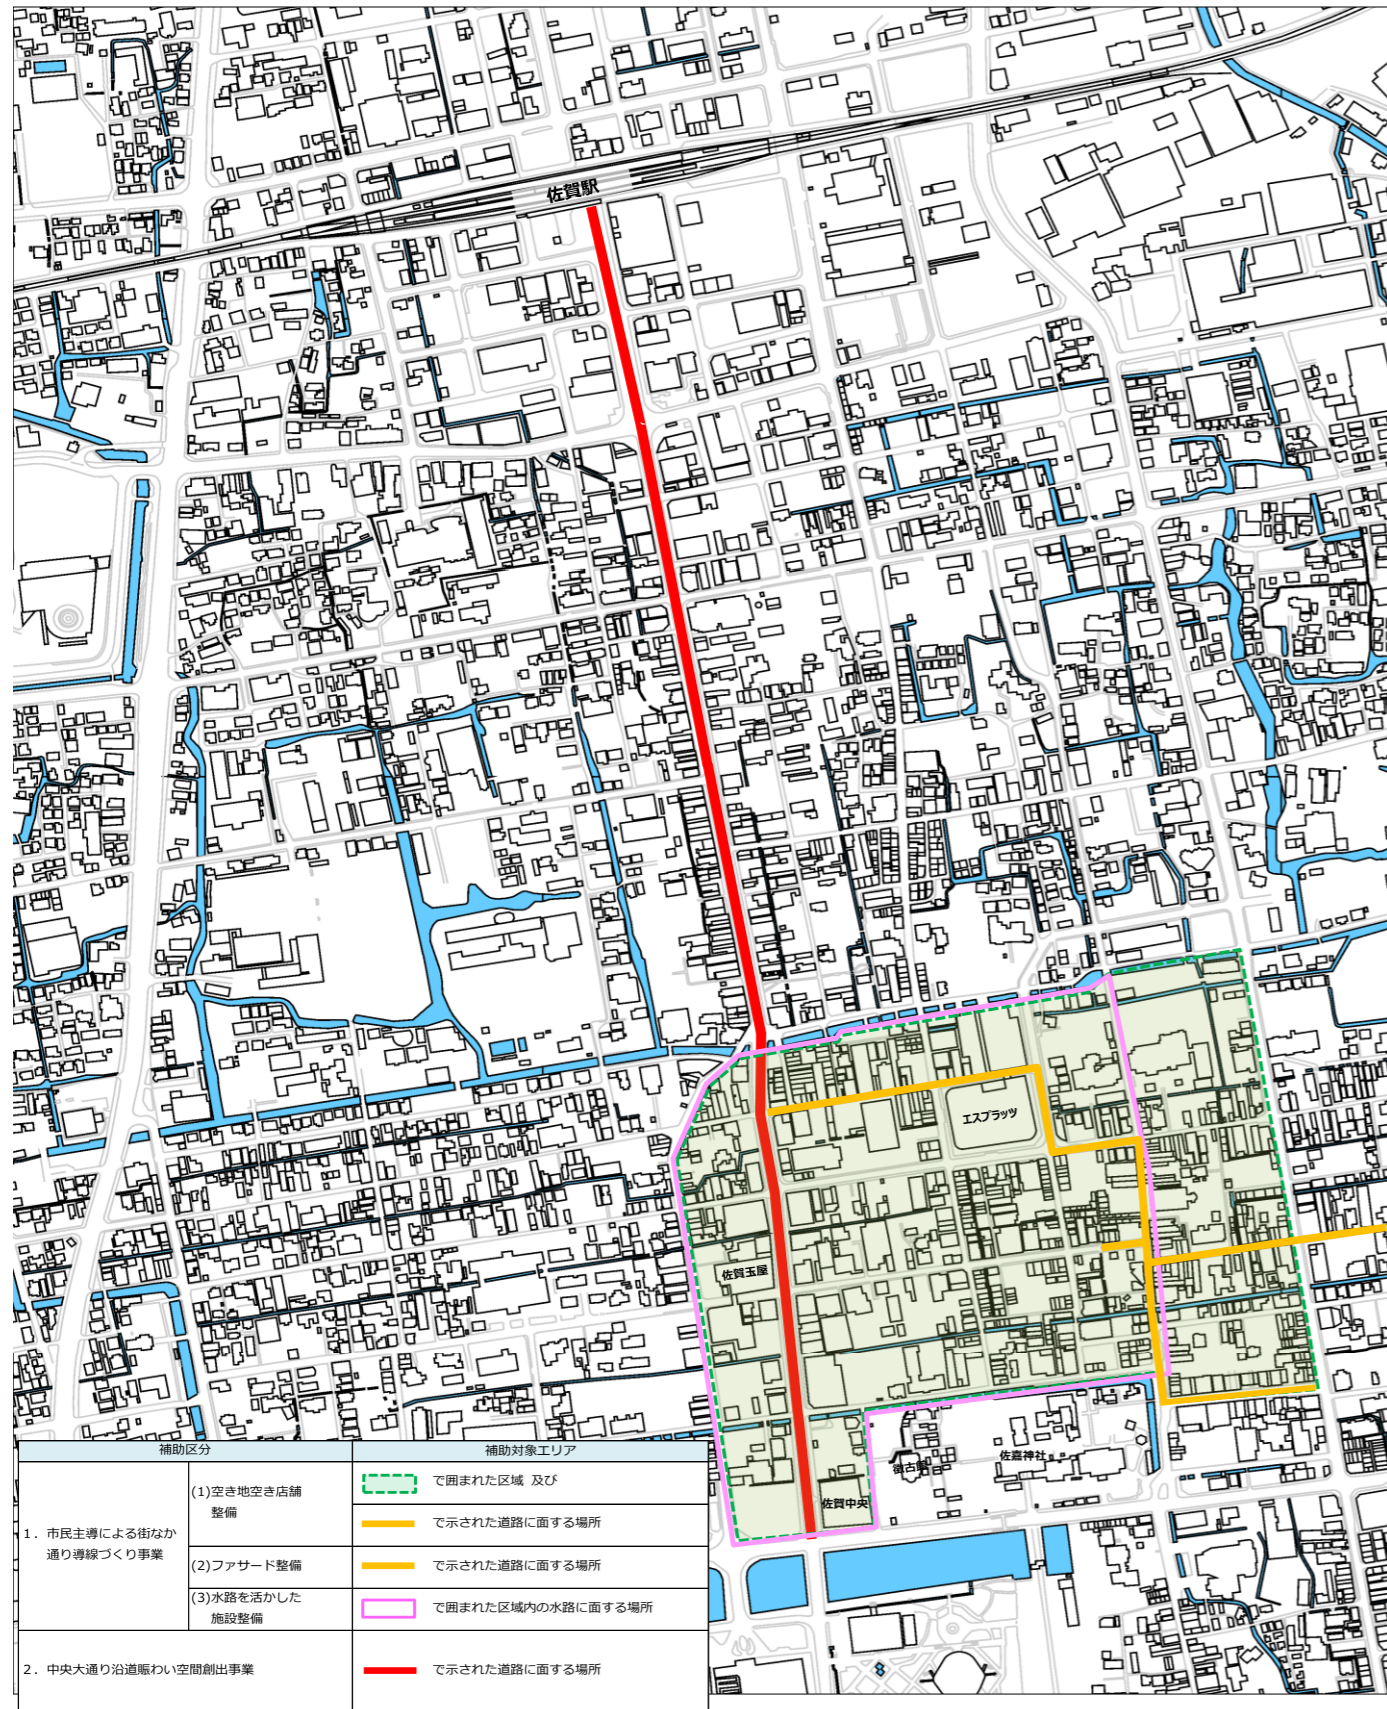 佐賀駅
エスプラッツ
佐賀玉屋
徴古館
佐嘉神社
佐賀中央
補助区分
補助対象エリア
1．市民主導による街なか
通り導線づくり事業
(1)空き地空き店舗
整備
で囲まれた区域 及び
で示された道路に面する場所
(2)ファサード整備
で示された道路に面する場所
(3)水路を活かした
施設整備
で囲まれた区域内の水路に面する場所
2．中央大通り沿道賑わい空間創出事業
で示された道路に面する場所